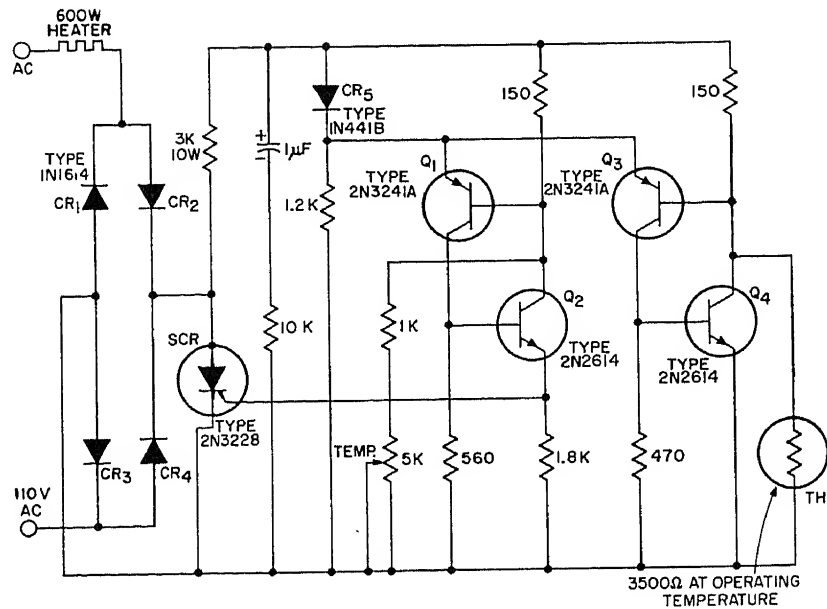 600W
HEATER
AC
TYPE
1N1614
CR1
CR2
3K
10W
+
-
1µF
CR5
TYPE
1N441B
1.2K
150
150
Q1
TYPE
2N3241A
Q3
TYPE
2N3241A
SCR
TYPE
2N3228
10 K
1K
Q2
TYPE
2N2614
Q4
TYPE
2N2614
CR3
CR4
TEMP.
5K
560
1.8K
470
TH
110V
AC
3500Ω AT OPERATING
TEMPERATURE